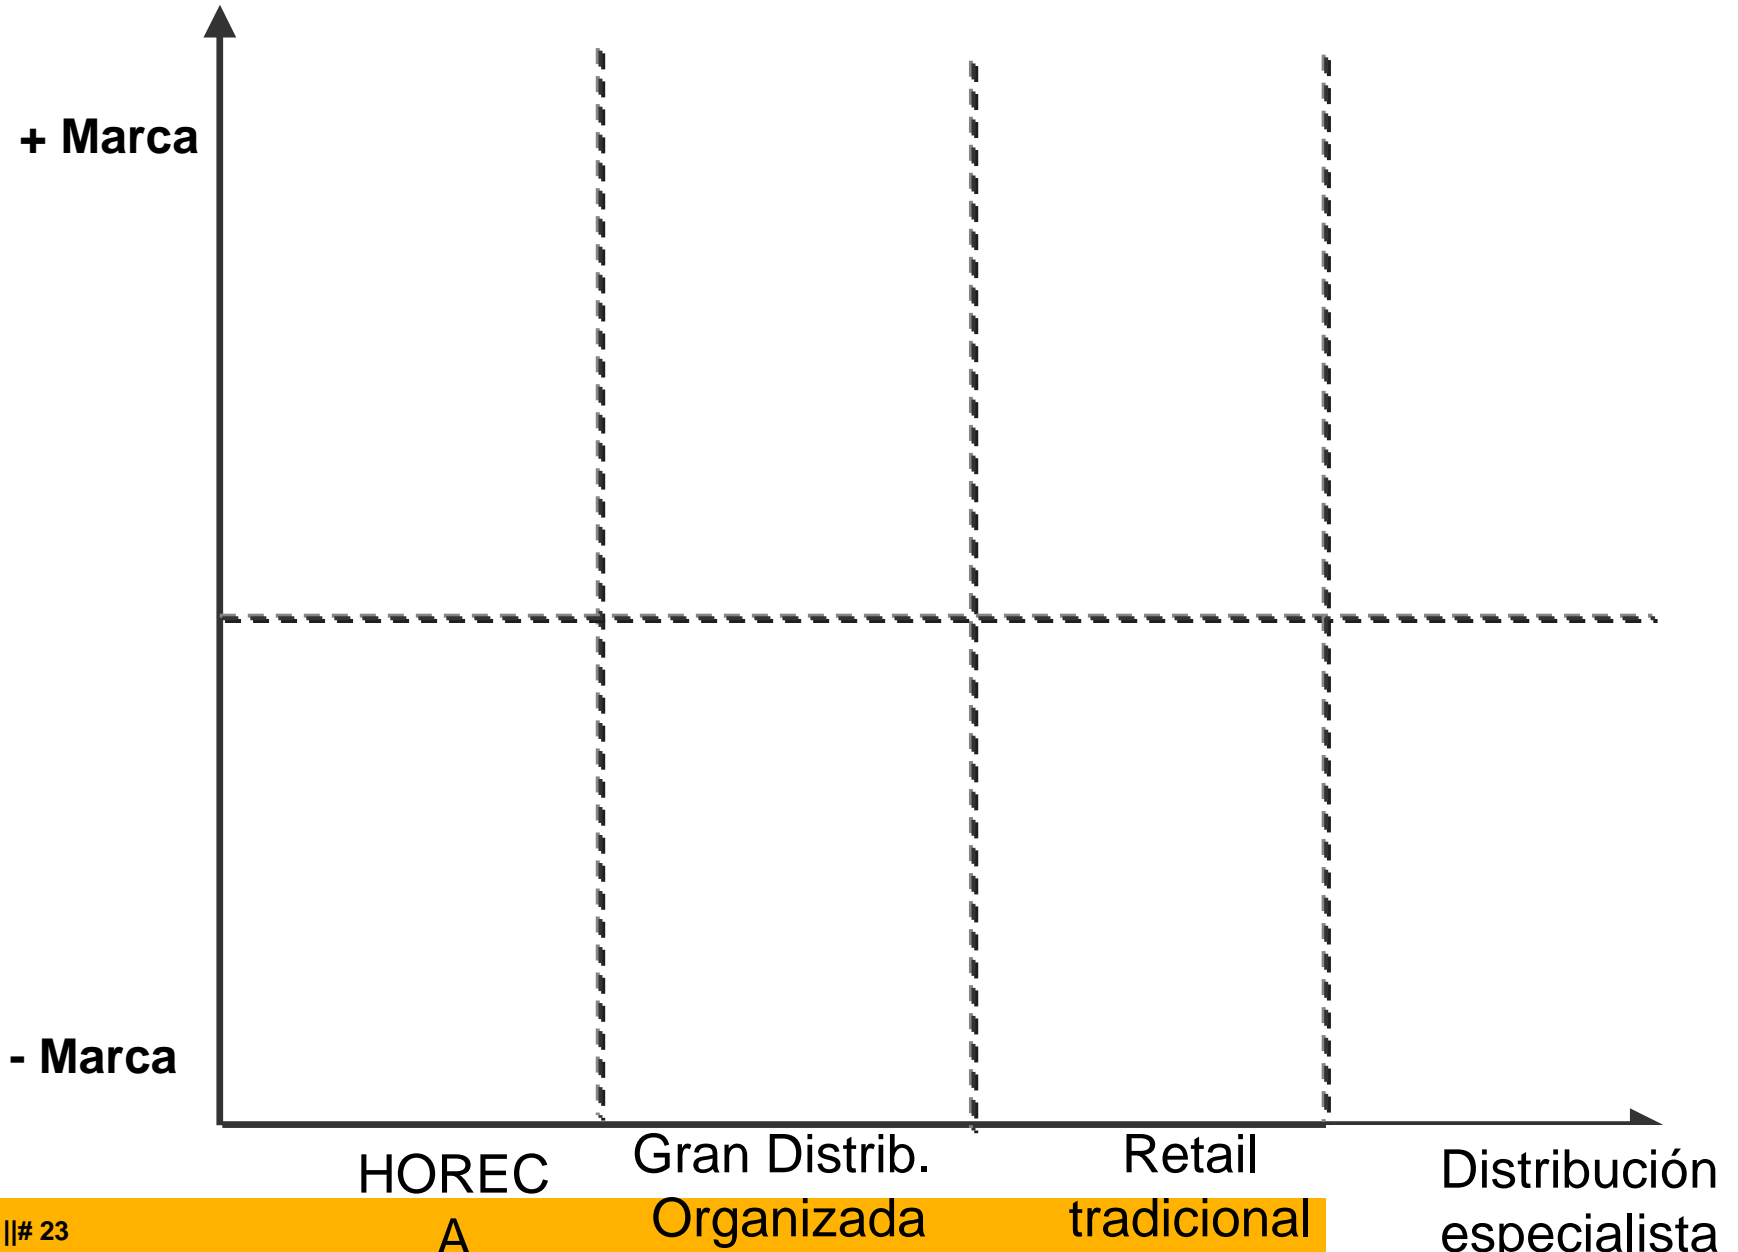 + Marca
- Marca
HOREC
A
Gran Distrib.
Organizada
Retail
tradicional
Distribución
especialista
||# 23